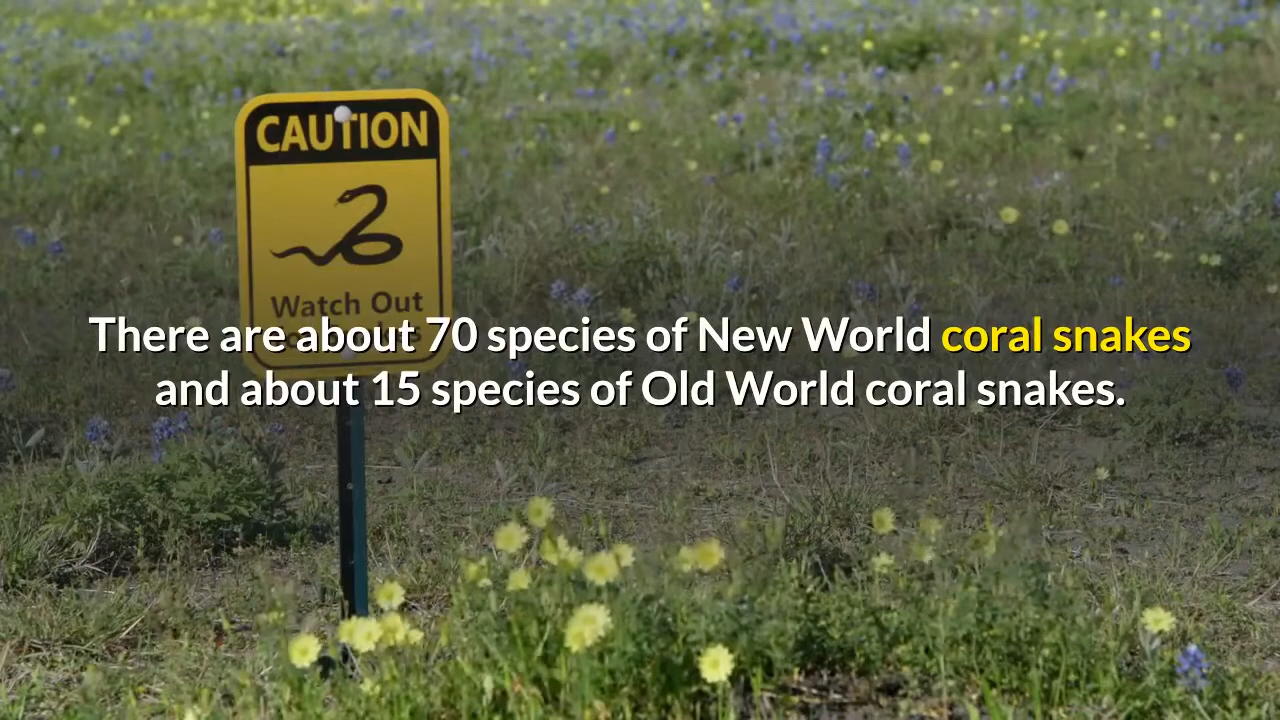 CAUTION
Watch Out
There are about 70 species of New World coral snakes
and about 15 species of Old World coral snakes.